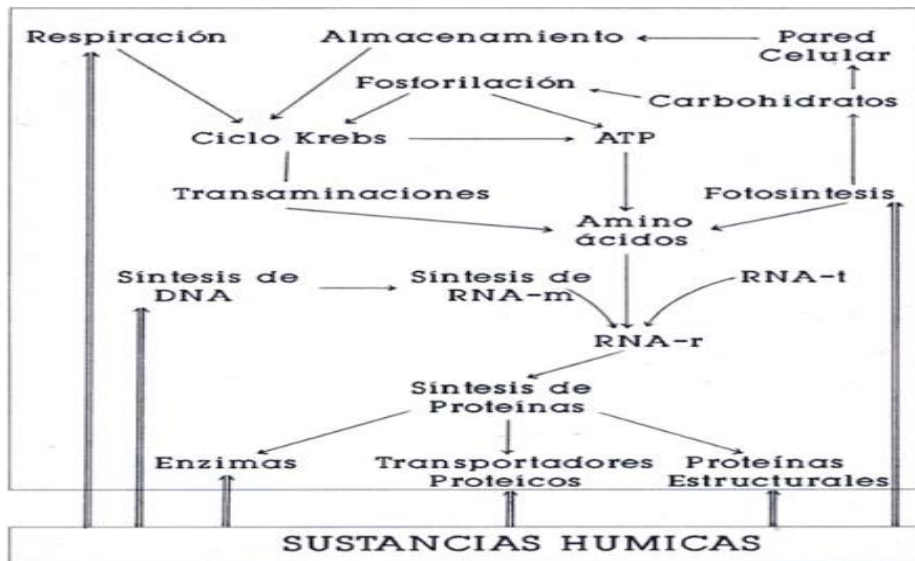 Respiración
Almacenamiento
Pared
Celular
Fosforilación
Carbohidratos
Ciclo Krebs
ATP
Transaminaciones
Fotosíntesis
Amino
ácidos
Síntesis de
DNA
Síntesis de
RNA-m
RNA-t
RNA-r
Síntesis de
Proteínas
Enzimas
Transportadores
Proteicos
Proteínas
Estructurales
SUSTANCIAS HUMICAS